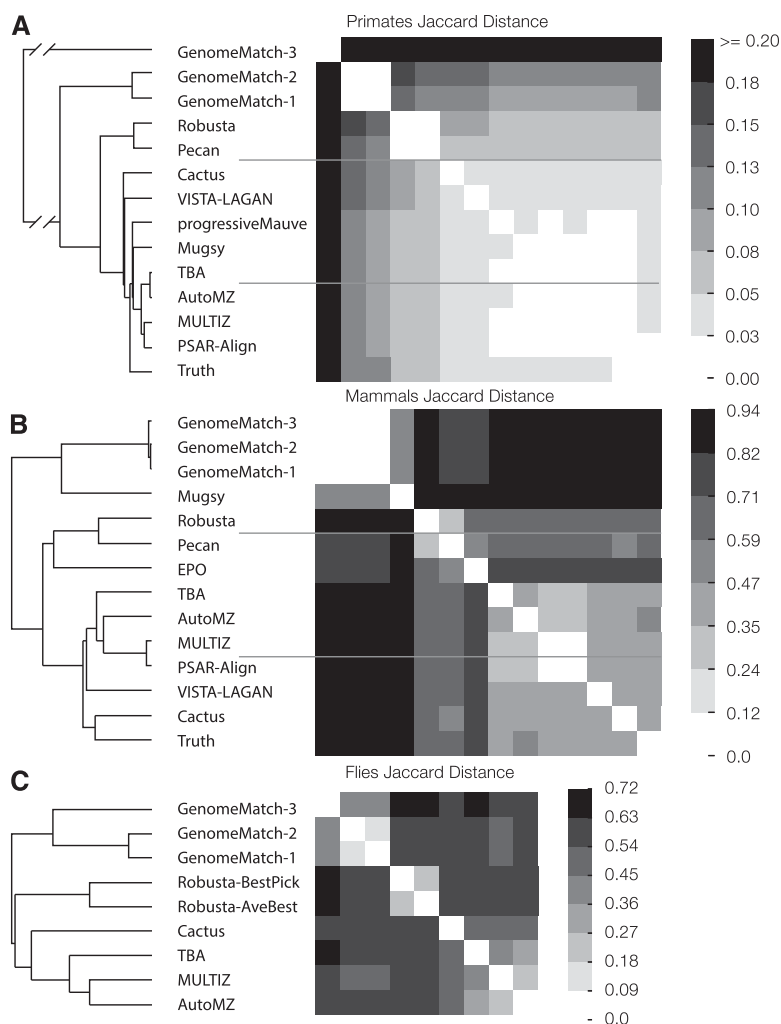 A
Primates Jaccard Distance
GenomeMatch-3
GenomeMatch-2
GenomeMatch-1
Robusta
Pecan
Cactus
VISTA-LAGAN
progressiveMauve
Mugsy
TBA
AutoMZ
MULTIZ
PSAR-Align
Truth
>= 0.20
0.18
0.15
0.13
0.10
0.08
0.05
0.03
0.00
B
Mammals Jaccard Distance
GenomeMatch-3
GenomeMatch-2
GenomeMatch-1
Mugsy
Robusta
Pecan
EPO
TBA
AutoMZ
MULTIZ
PSAR-Align
VISTA-LAGAN
Cactus
Truth
0.94
0.82
0.71
0.59
0.47
0.35
0.24
0.12
0.0
C
Flies Jaccard Distance
GenomeMatch-3
GenomeMatch-2
GenomeMatch-1
Robusta-BestPick
Robusta-AveBest
Cactus
TBA
MULTIZ
AutoMZ
0.72
0.63
0.54
0.45
0.36
0.27
0.18
0.09
0.0